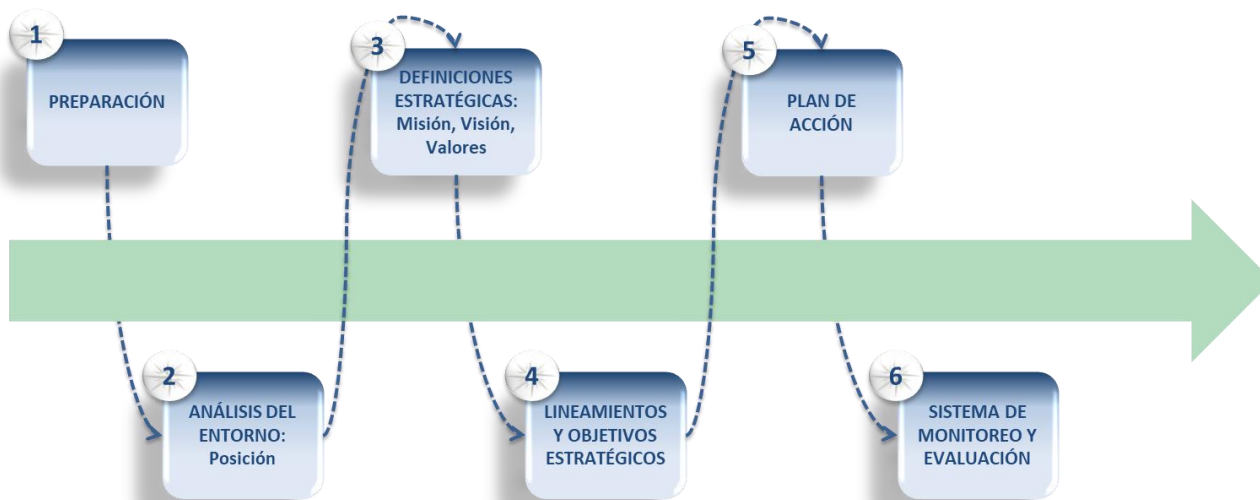 1
PREPARACIÓN
2
ANÁLISIS DEL
ENTORNO:
Posición
3
DEFINICIONES
ESTRATÉGICAS:
Misión, Visión,
Valores
4
LINEAMIENTOS
Y OBJETIVOS
ESTRATÉGICOS
5
PLAN DE
ACCIÓN
6
SISTEMA DE
MONITOREO Y
EVALUACIÓN